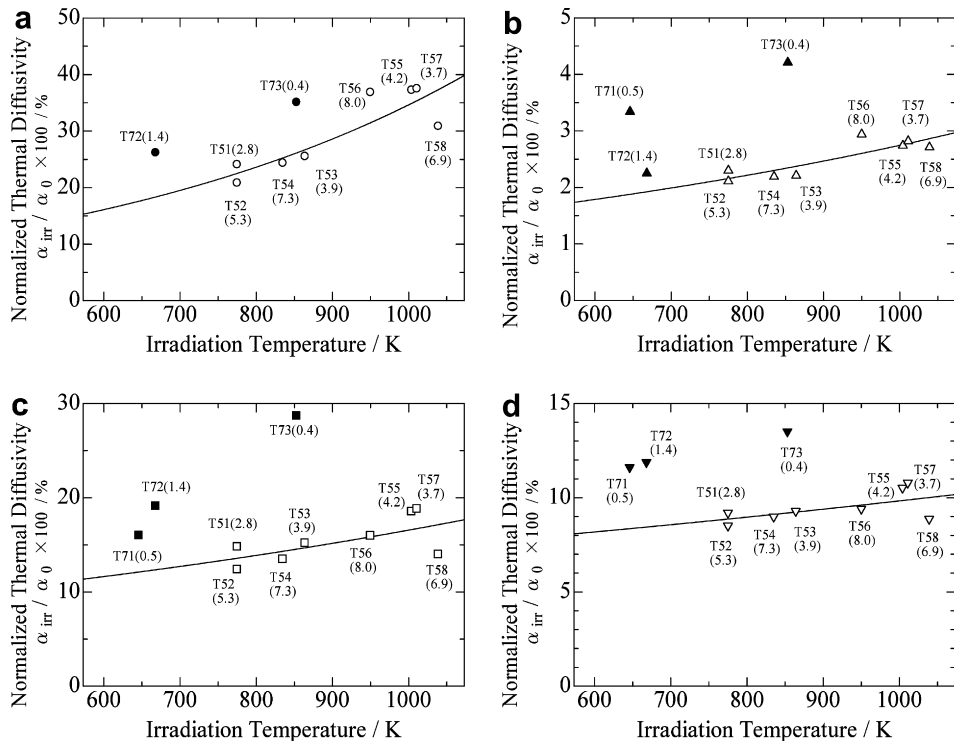 a
Normalized Thermal Diffusivity
α irr / α 0 ×100 / %
50
40
30
20
10
0
600 700 800 900 1000
Irradiation Temperature / K
T72(1.4)
T73(0.4)
T51(2.8)
T52
(5.3)
T54
(7.3)
T53
(3.9)
T56
(8.0)
T55
(4.2)
T57
(3.7)
T58
(6.9)
b
Normalized Thermal Diffusivity
α irr / α 0 ×100 / %
5
4
3
2
1
0
600 700 800 900 1000
Irradiation Temperature / K
T71(0.5)
T72(1.4)
T73(0.4)
T51(2.8)
T52
(5.3)
T54
(7.3)
T53
(3.9)
T56
(8.0)
T57
(3.7)
T55
(4.2)
T58
(6.9)
c
Normalized Thermal Diffusivity
α irr / α 0 ×100 / %
30
20
10
0
600 700 800 900 1000
Irradiation Temperature / K
T73(0.4)
T72(1.4)
T71(0.5)
T51(2.8)
T52
(5.3)
T53
(3.9)
T54
(7.3)
T56
(8.0)
T55
(4.2)
T57
(3.7)
T58
(6.9)
d
Normalized Thermal Diffusivity
α irr / α 0 ×100 / %
15
10
5
0
600 700 800 900 1000
Irradiation Temperature / K
T72
(1.4)
T71
(0.5)
T73
(0.4)
T51(2.8)
T52
(5.3)
T54
(7.3)
T53
(3.9)
T56
(8.0)
T55
(4.2)
T57
(3.7)
T58
(6.9)